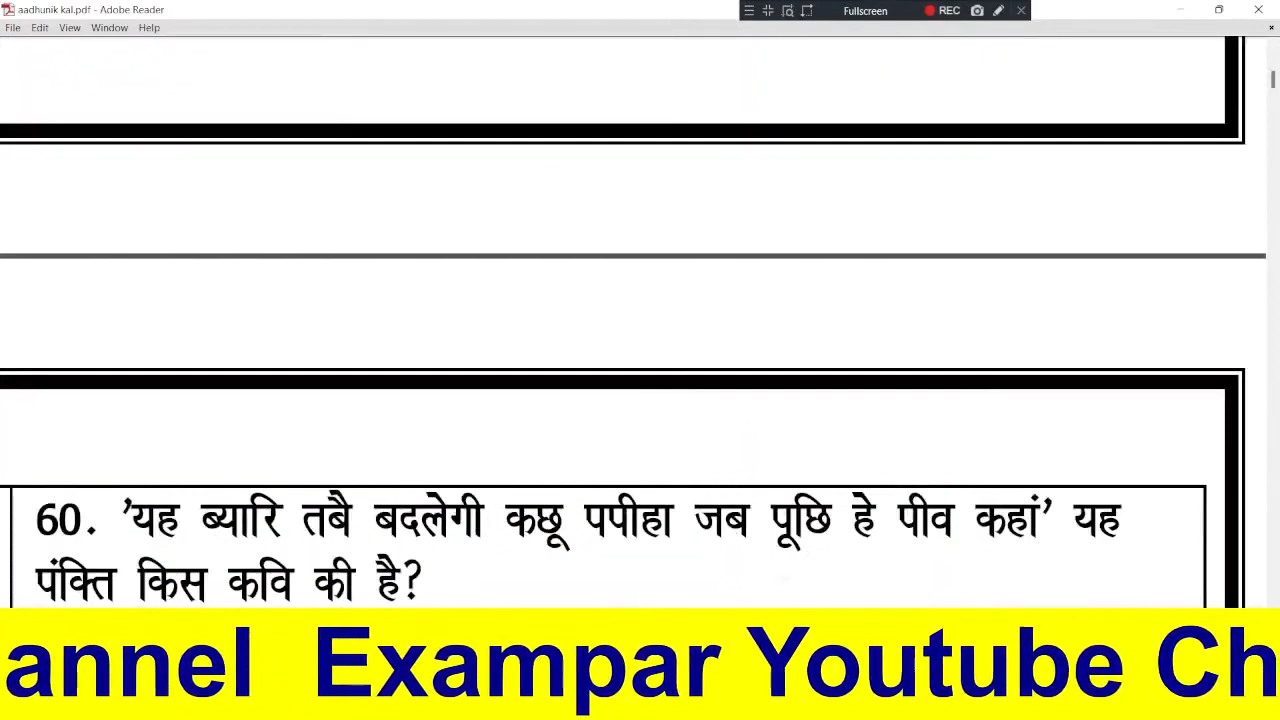 aadhunik kal.pdf - Adobe Reader
Fullscreen
REC
File Edit View Window Help
60. 'यह ब्यारि तबै बदलेगी कछू पपीहा जब पूछि हे पीव कहां' यह
पंक्ति किस कवि की है?
annel Exampar Youtube Ch